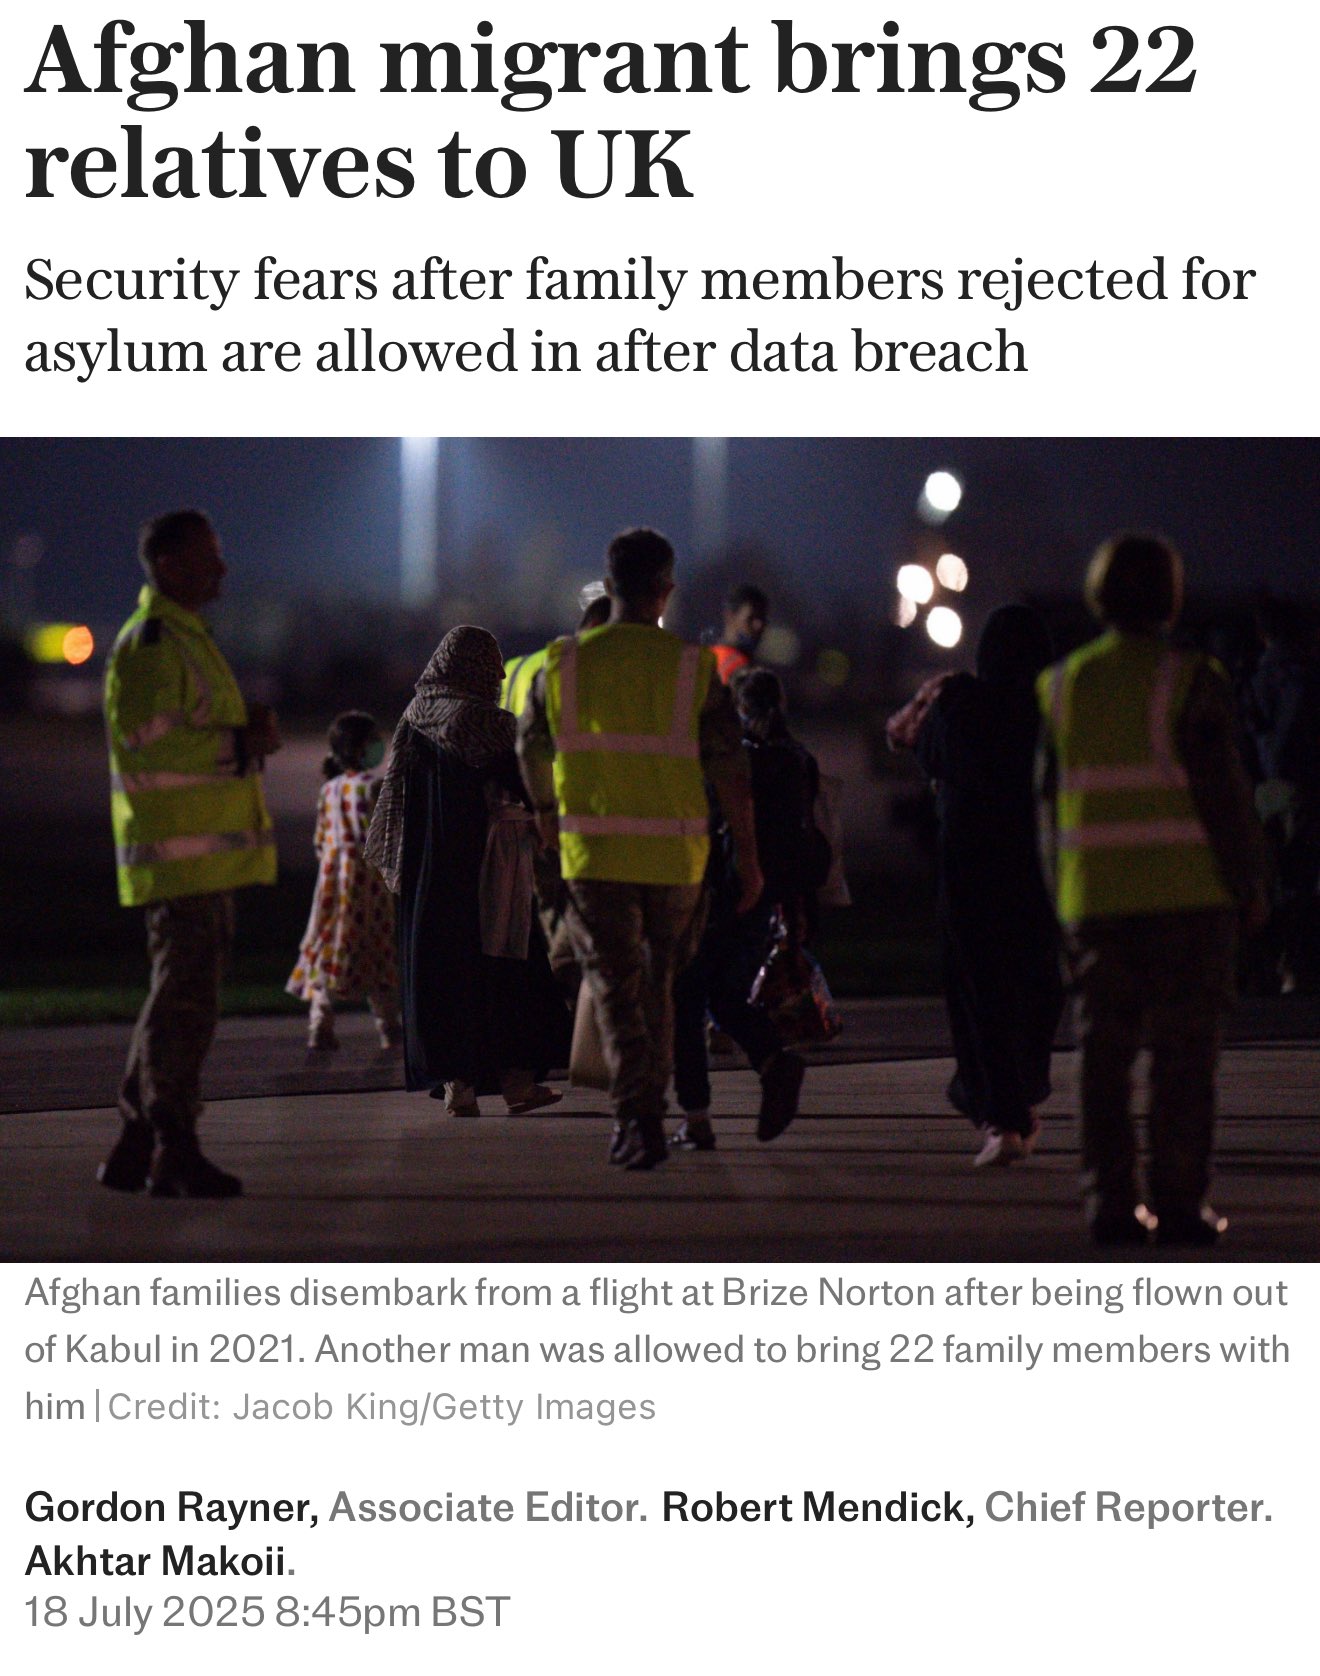 Afghan migrant brings 22
relatives to UK
Security fears after family members rejected for
asylum are allowed in after data breach
Afghan families disembark from a flight at Brize Norton after being flown out
of Kabul in 2021. Another man was allowed to bring 22 family members with
him | Credit: Jacob King/Getty Images
Gordon Rayner, Associate Editor. Robert Mendick, Chief Reporter.
Akhtar Makoii.
18 July 2025 8:45pm BST